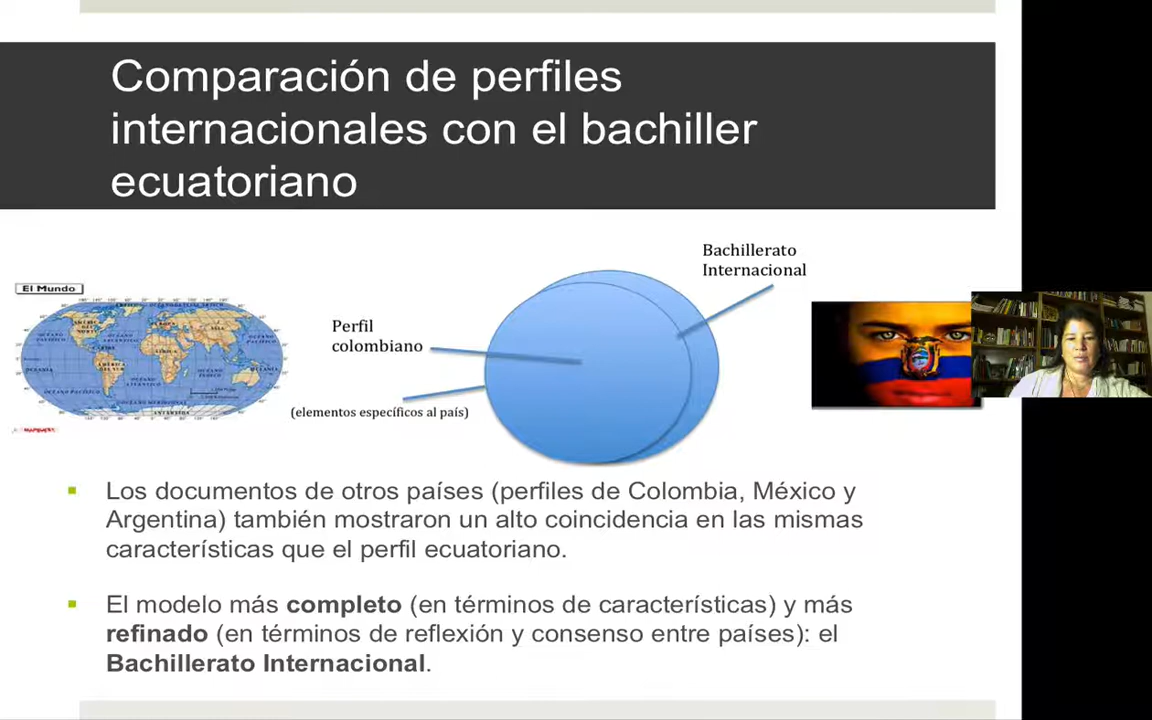 Comparación de perfiles
internacionales con el bachiller
ecuatoriano
Bachillerato
Internacional
El Mundo
Perfil
colombiano
(elementos específicos al país)
Los documentos de otros países (perfiles de Colombia, México y
Argentina) también mostraron un alto coincidencia en las mismas
características que el perfil ecuatoriano.
El modelo más completo (en términos de características) y más
refinado (en términos de reflexión y consenso entre países): el
Bachillerato Internacional.